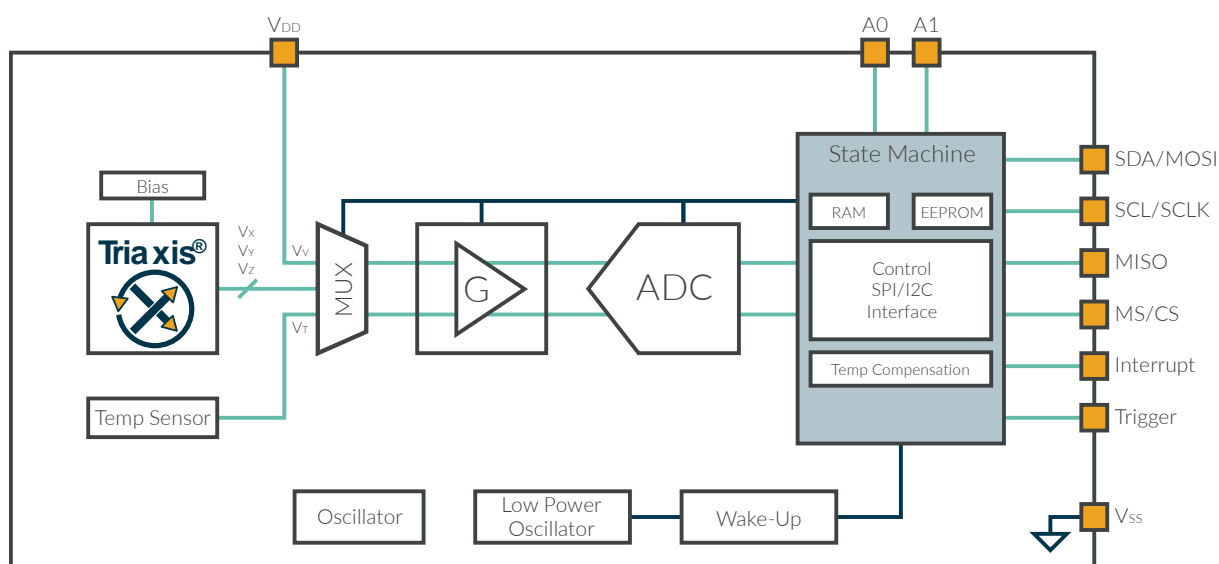 VDD
A0
A1
State Machine
SDA/MOSI
Bias
RAM
EEPROM
SCL/SCLK
Triaxis®
VX
VY
VZ
VV
MUX
G
ADC
Control
SPI/I2C
Interface
MISO
MS/CS
VT
Temp Compensation
Interrupt
Temp Sensor
Trigger
Oscillator
Low Power
Oscillator
Wake-Up
VSS